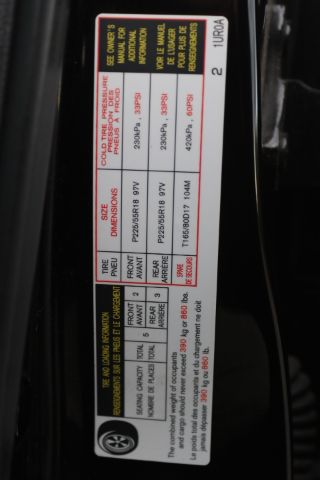 TIRE AND LOADING INFORMATION
RENSEIGNEMENTS SUR LES PNEUS ET LE CHARGEMENT
SEATING CAPACITY TOTAL 5 FRONT 2 REAR 3
NOMBRE DE PLACES TOTAL AVANT ARRIÈRE
The combined weight of occupants
and cargo should never exceed 390 kg or 860 lbs.
Le poids total des occupants et du chargement ne doit
jamais dépasser 390 kg ou 860 lb.
TIRE SIZE COLD TIRE PRESSURE
PNEU DIMENSIONS PRESSION DES
PNEUS À FROID
FRONT P225/55R18 97V 230kPa, 33PSI
AVANT
REAR P225/55R18 97V 230kPa, 33PSI
ARRIÈRE
SPARE T165/80D17 104M 420kPa, 60PSI
DE SECOURS
SEE OWNER'S
MANUAL FOR
ADDITIONAL
INFORMATION
VOIR LE MANUEL
DE L'USAGER
POUR PLUS DE
RENSEIGNEMENTS
2 1UR0A